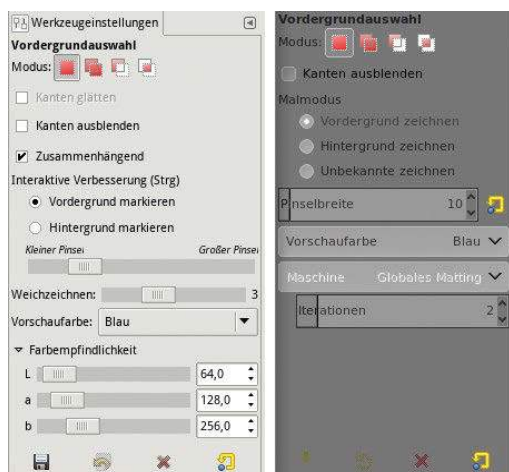 Werkzeugeinstellungen
Vordergrundauswahl
Modus:
Kanten glätten
Kanten ausblenden
Zusammenhängend
Interaktive Verbesserung (Strg)
Vordergrund markieren
Hintergrund markieren
Kleiner Pinsel Großer Pinsel
Weichzeichnen: 3
Vorschaufarbe: Blau
Farbempfindlichkeit
L 64,0
a 128,0
b 256,0
Vordergrundauswahl
Modus:
Kanten ausblenden
Malmodus
Vordergrund zeichnen
Hintergrund zeichnen
Unbekannte zeichnen
Pinselbreite 10
Vorschaufarbe Blau
Maschine Globales Matting
Iterationen 2